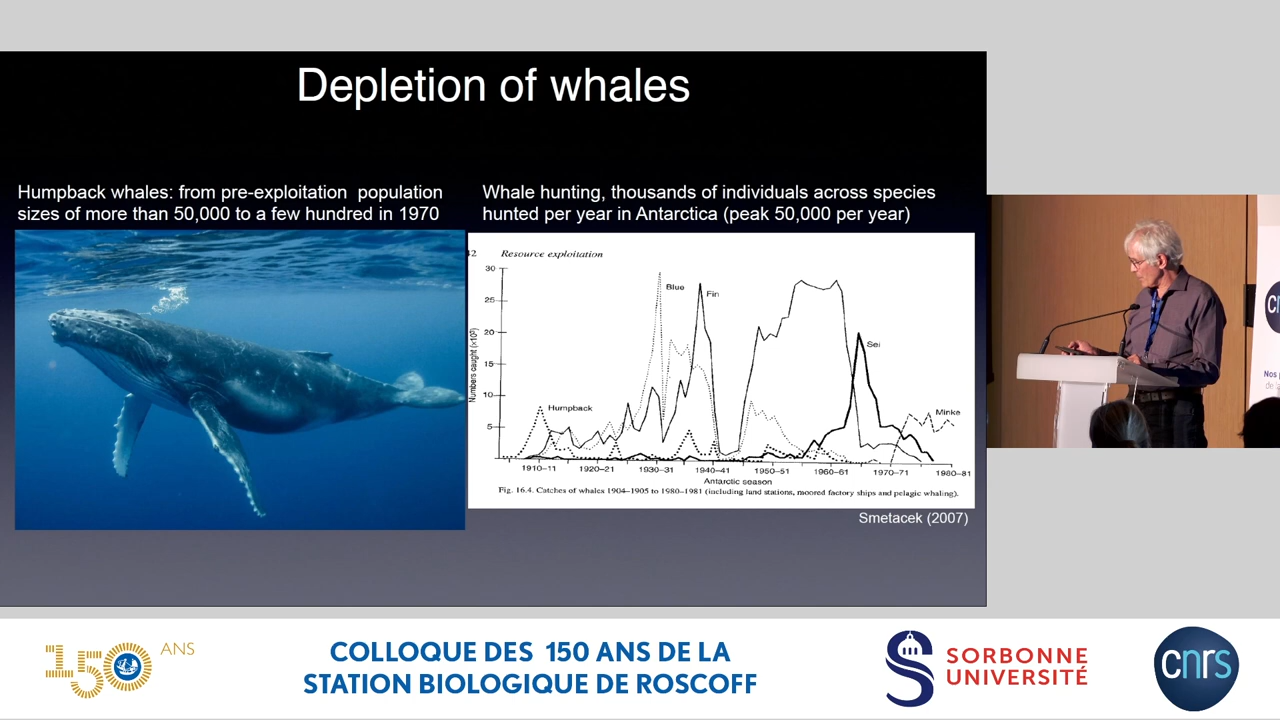 Depletion of whales
Humpback whales: from pre-exploitation population
sizes of more than 50,000 to a few hundred in 1970
Whale hunting, thousands of individuals across species
hunted per year in Antarctica (peak 50,000 per year)
Resource exploitation
30
25
20
15
10
5
Numbers caught (×10³)
Blue
Fin
Sei
Humpback
Minke
1910–11
1920–21
1930–31
1940–41
1950–51
1960–61
1970–71
1980–81
Antarctic season
Fig. 16.4. Catches of whales 1904–1905 to 1980–1981 (including land stations, moored factory ships and pelagic whaling).
Smetacek (2007)
150 ANS
COLLOQUE DES 150 ANS DE LA
STATION BIOLOGIQUE DE ROSCOFF
SORBONNE
UNIVERSITÉ
cnrs